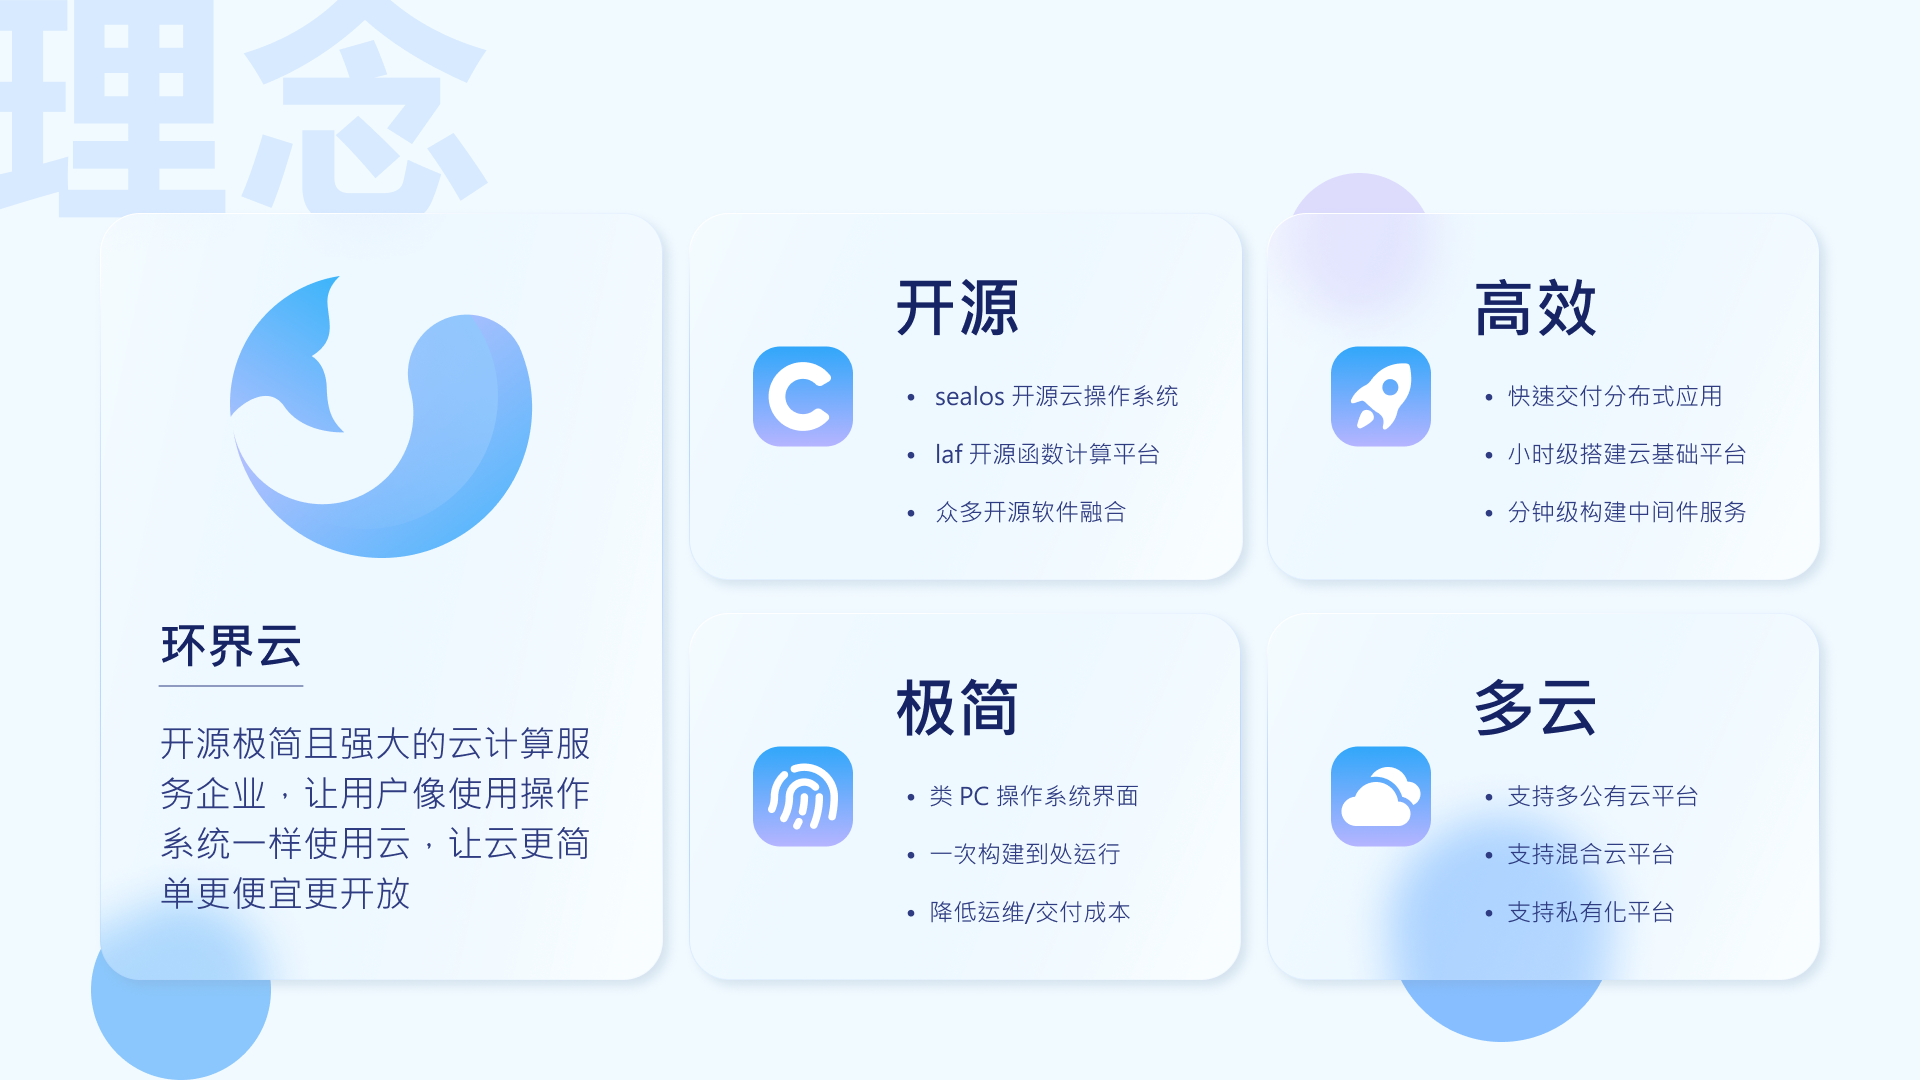 理念
环界云
开源极简且强大的云计算服
务企业，让用户像使用操作
系统一样使用云，让云更简
单更便宜更开放
开源
• sealos 开源云操作系统
• laf 开源函数计算平台
• 众多开源软件融合
高效
• 快速交付分布式应用
• 小时级搭建云基础平台
• 分钟级构建中间件服务
极简
• 类 PC 操作系统界面
• 一次构建到处运行
• 降低运维/交付成本
多云
• 支持多公有云平台
• 支持混合云平台
• 支持私有化平台